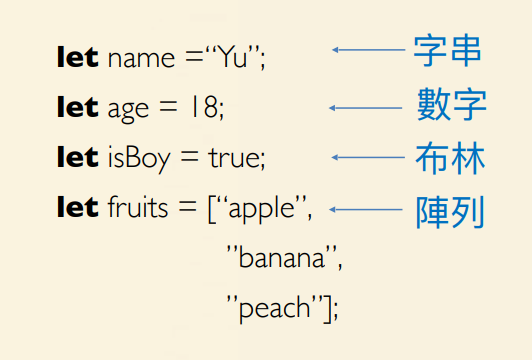 let name =“Yu”; 字串
let age = 18; 數字
let isBoy = true; 布林
let fruits = [“apple”, 陣列
”banana”,
”peach”];